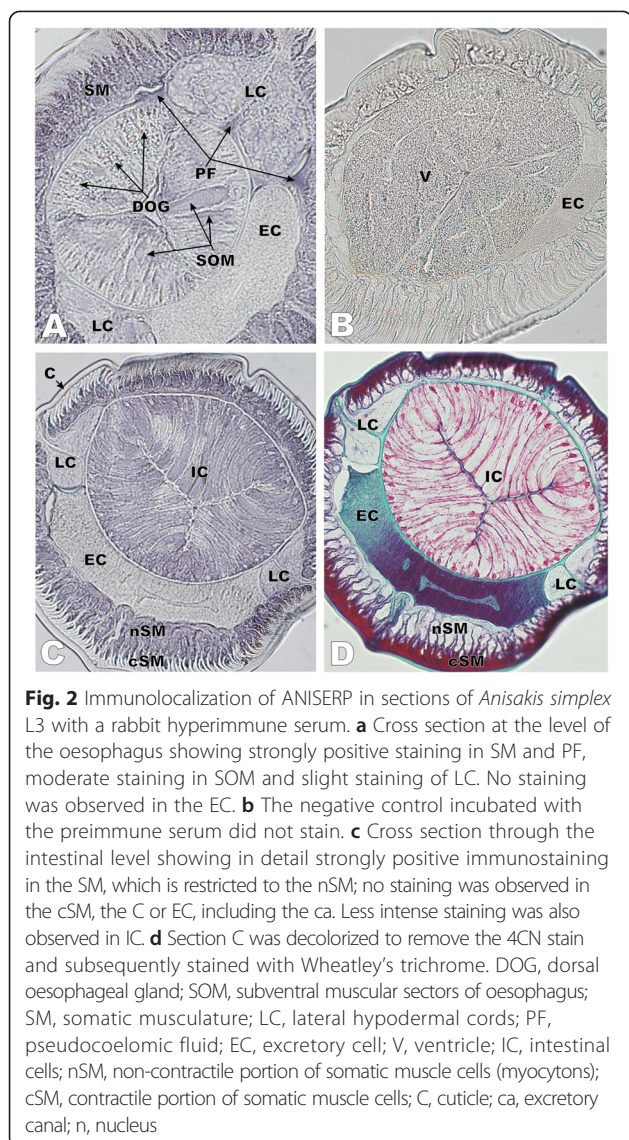 SM
LC
PF
DOG
EC
SOM
LC
A
V
EC
B
C
LC
IC
EC
LC
nSM
cSM
C
LC
IC
EC
LC
nSM
cSM
D
Fig. 2 Immunolocalization of ANISERP in sections of Anisakis simplex
L3 with a rabbit hyperimmune serum. a Cross section at the level of
the oesophagus showing strongly positive staining in SM and PF,
moderate staining in SOM and slight staining of LC. No staining
was observed in the EC. b The negative control incubated with
the preimmune serum did not stain. c Cross section through the
intestinal level showing in detail strongly positive immunostaining
in the SM, which is restricted to the nSM; no staining was observed in
the cSM, the C or EC, including the ca. Less intense staining was also
observed in IC. d Section C was decolorized to remove the 4CN stain
and subsequently stained with Wheatley's trichrome. DOG, dorsal
oesophageal gland; SOM, subventral muscular sectors of oesophagus;
SM, somatic musculature; LC, lateral hypodermal cords; PF,
pseudocoelomic fluid; EC, excretory cell; V, ventricle; IC, intestinal
cells; nSM, non-contractile portion of somatic muscle cells (myocytons);
cSM, contractile portion of somatic muscle cells; C, cuticle; ca, excretory
canal; n, nucleus